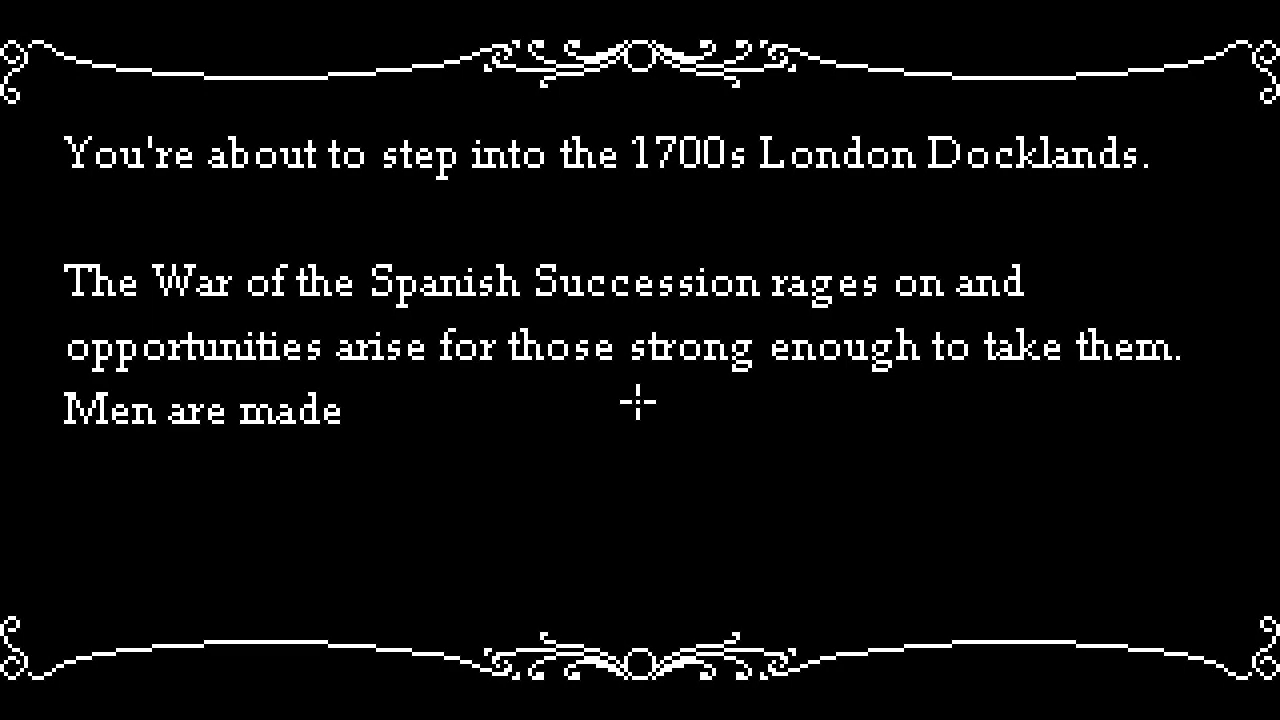 You're about to step into the 1700s London Docklands.
The War of the Spanish Succession rages on and
opportunities arise for those strong enough to take them.
Men are made